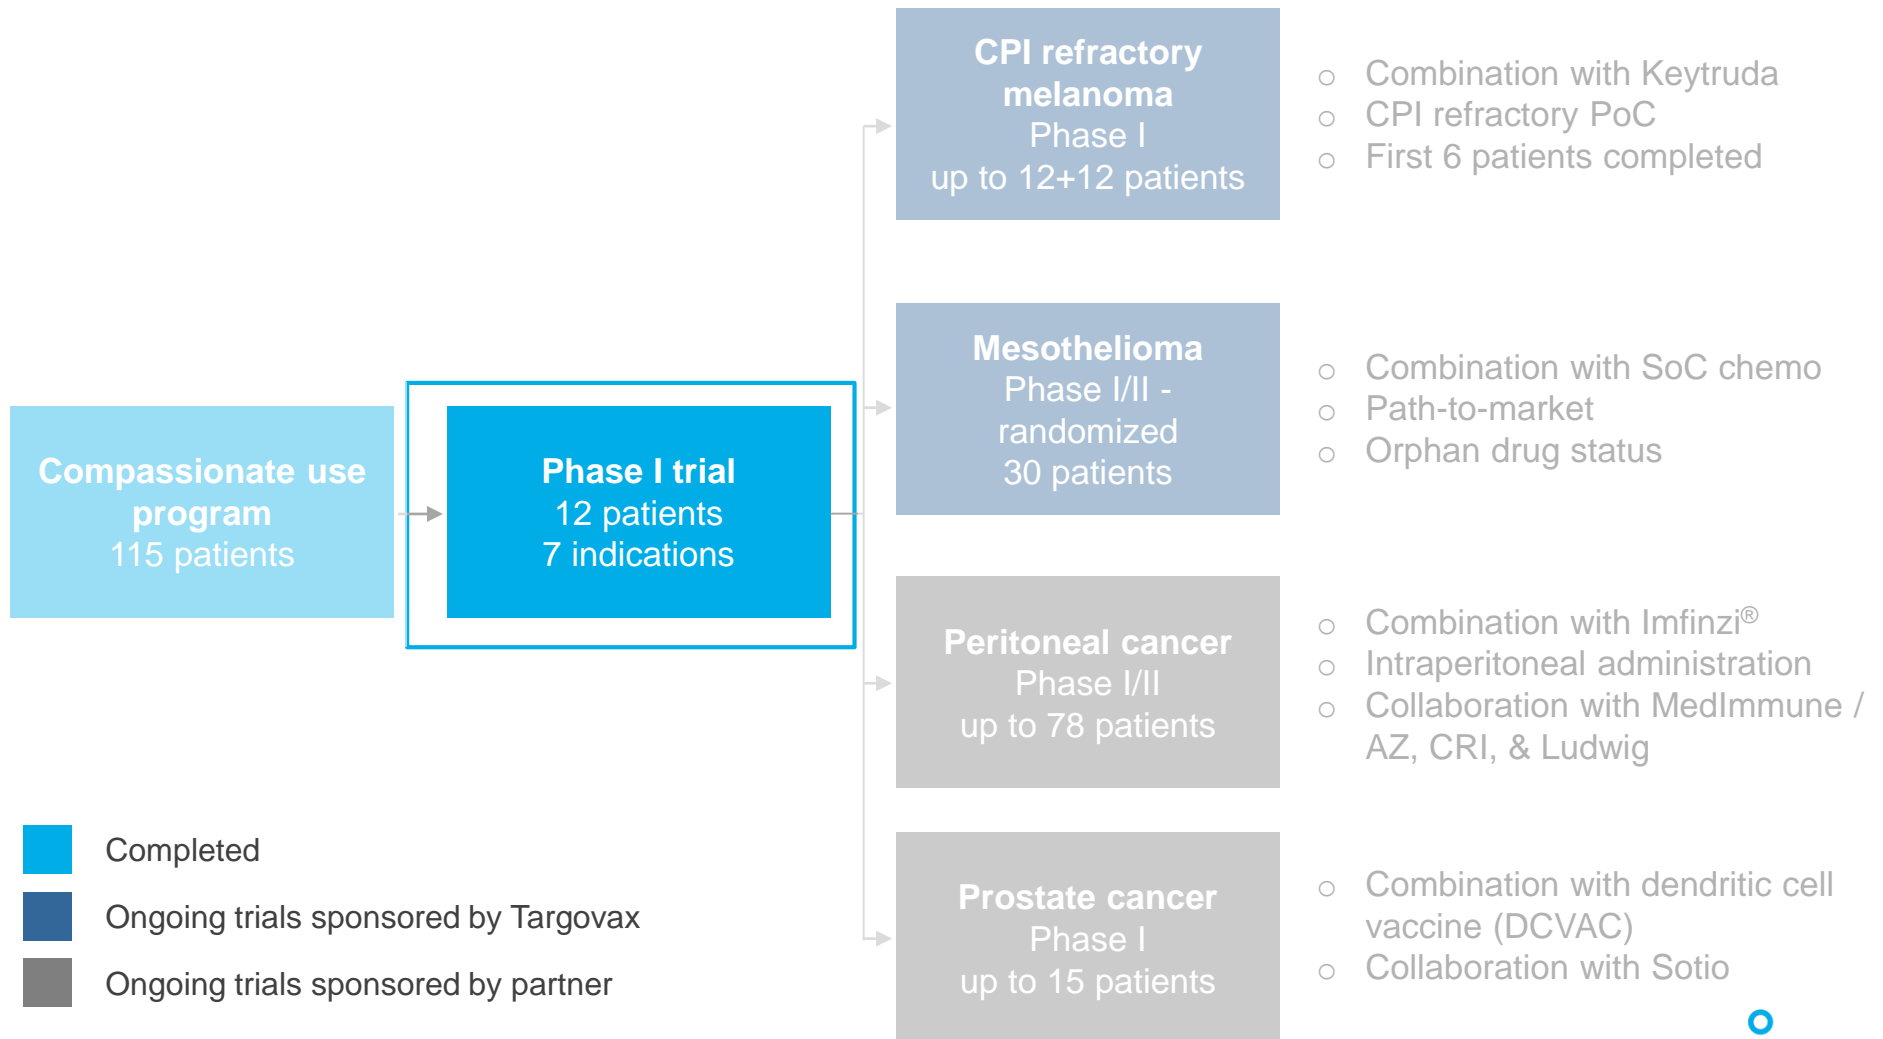 Compassionate use
program
115 patients
Phase I trial
12 patients
7 indications
CPI refractory
melanoma
Phase I
up to 12+12 patients
○ Combination with Keytruda
○ CPI refractory PoC
○ First 6 patients completed
Mesothelioma
Phase I/II -
randomized
30 patients
○ Combination with SoC chemo
○ Path-to-market
○ Orphan drug status
Peritoneal cancer
Phase I/II
up to 78 patients
○ Combination with Imfinzi®
○ Intraperitoneal administration
○ Collaboration with MedImmune /
AZ, CRI, & Ludwig
Prostate cancer
Phase I
up to 15 patients
○ Combination with dendritic cell
vaccine (DCVAC)
○ Collaboration with Sotio
Completed
Ongoing trials sponsored by Targovax
Ongoing trials sponsored by partner